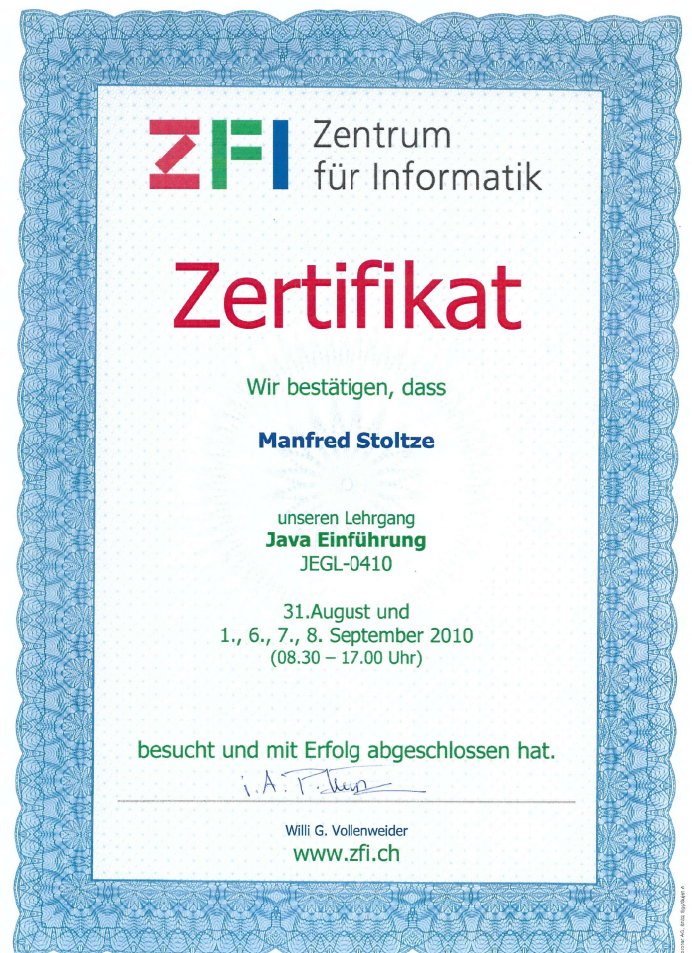 ZFI Zentrum
für Informatik
Zertifikat
Wir bestätigen, dass
Manfred Stoltze
unseren Lehrgang
Java Einführung
JEGL-0410
31.August und
1., 6., 7., 8. September 2010
(08.30 – 17.00 Uhr)
besucht und mit Erfolg abgeschlossen hat.
i.A.
Willi G. Vollenweider
www.zfi.ch